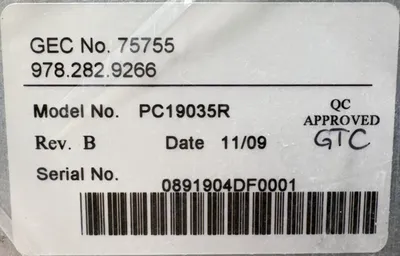 GEC No. 75755
978.282.9266
Model No. PC19035R
QC
APPROVED
GTC
Rev. B Date 11/09
Serial No. 0891904DF0001